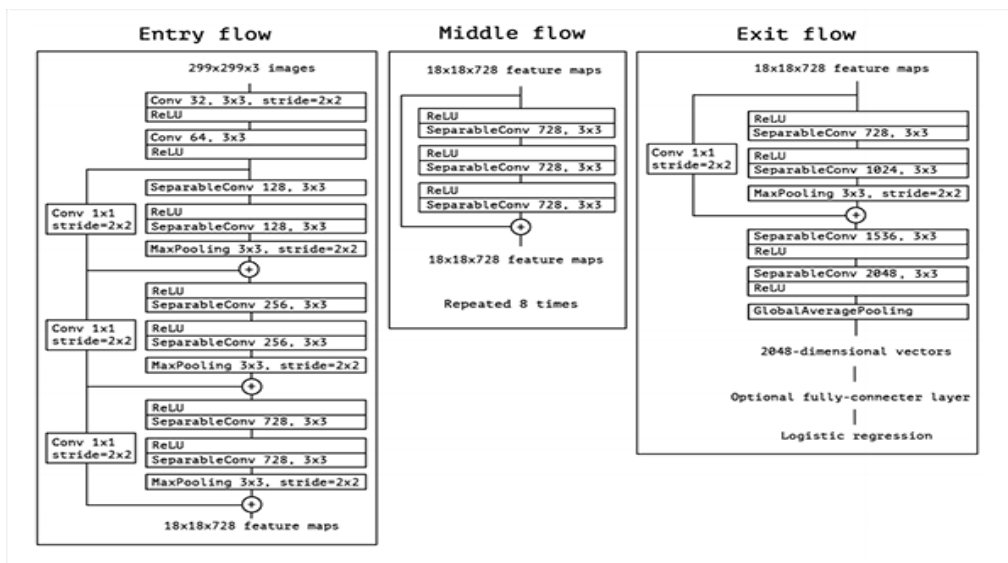 Entry flow
299x299x3 images
Conv 32, 3x3, stride=2x2
ReLU
Conv 64, 3x3
ReLU
SeparableConv 128, 3x3
Conv 1x1
stride=2x2
ReLU
SeparableConv 128, 3x3
MaxPooling 3x3, stride=2x2
+
ReLU
SeparableConv 256, 3x3
Conv 1x1
stride=2x2
ReLU
SeparableConv 256, 3x3
MaxPooling 3x3, stride=2x2
+
ReLU
SeparableConv 728, 3x3
Conv 1x1
stride=2x2
ReLU
SeparableConv 728, 3x3
MaxPooling 3x3, stride=2x2
+
18x18x728 feature maps
Middle flow
18x18x728 feature maps
ReLU
SeparableConv 728, 3x3
ReLU
SeparableConv 728, 3x3
ReLU
SeparableConv 728, 3x3
+
18x18x728 feature maps
Repeated 8 times
Exit flow
18x18x728 feature maps
ReLU
SeparableConv 728, 3x3
Conv 1x1
stride=2x2
ReLU
SeparableConv 1024, 3x3
MaxPooling 3x3, stride=2x2
+
SeparableConv 1536, 3x3
ReLU
SeparableConv 2048, 3x3
ReLU
GlobalAveragePooling
2048-dimensional vectors
Optional fully-connecter layer
Logistic regression